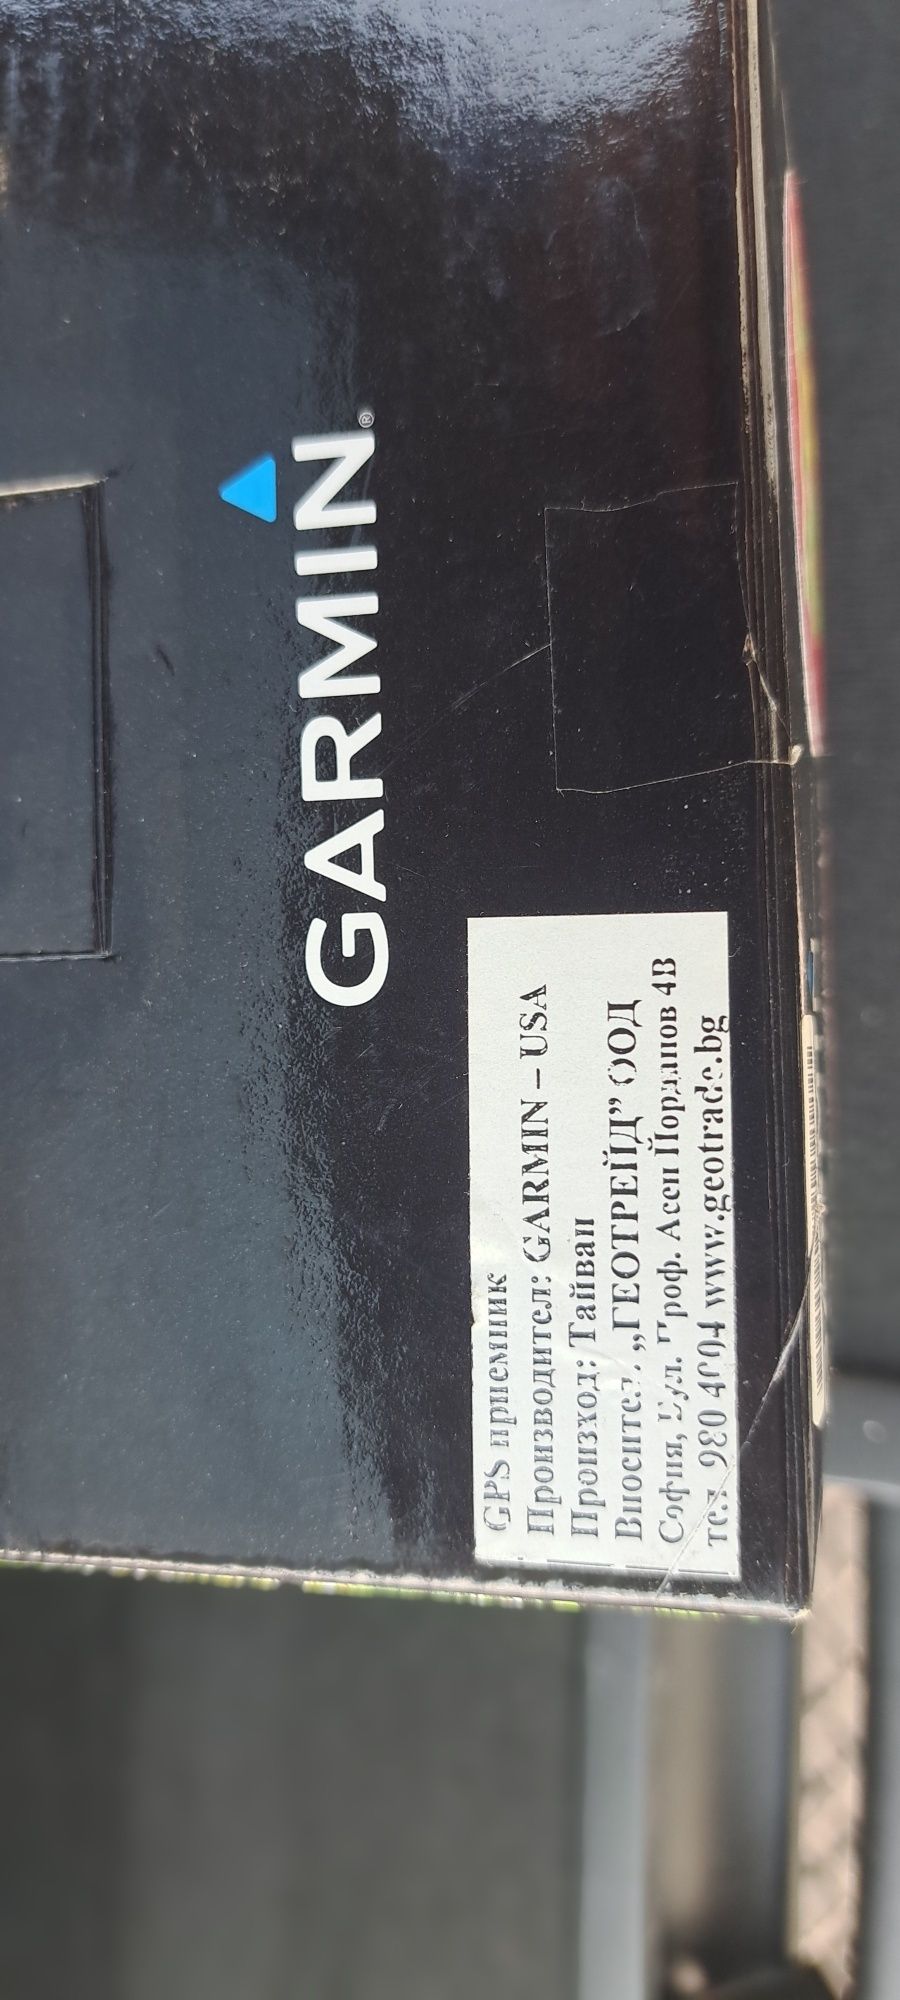 GARMIN®
GPS приемник
Производител: GARMIN – USA
Произход: Тайван
Вносител: „ГЕОТРЕЙД” ООД
София, Бул. Проф. Асен Йорданов 4В
тел. 980 4004 www.geotrade.bg